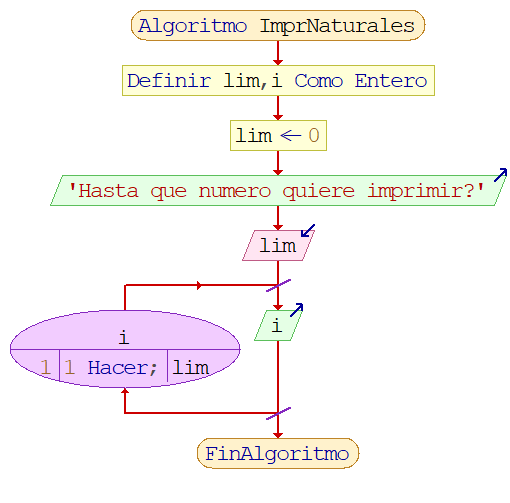 Algoritmo ImprNaturales
Definir lim,i Como Entero
lim ← 0
'Hasta que numero quiere imprimir?'
lim
i
i
1 1 Hacer; lim
FinAlgoritmo